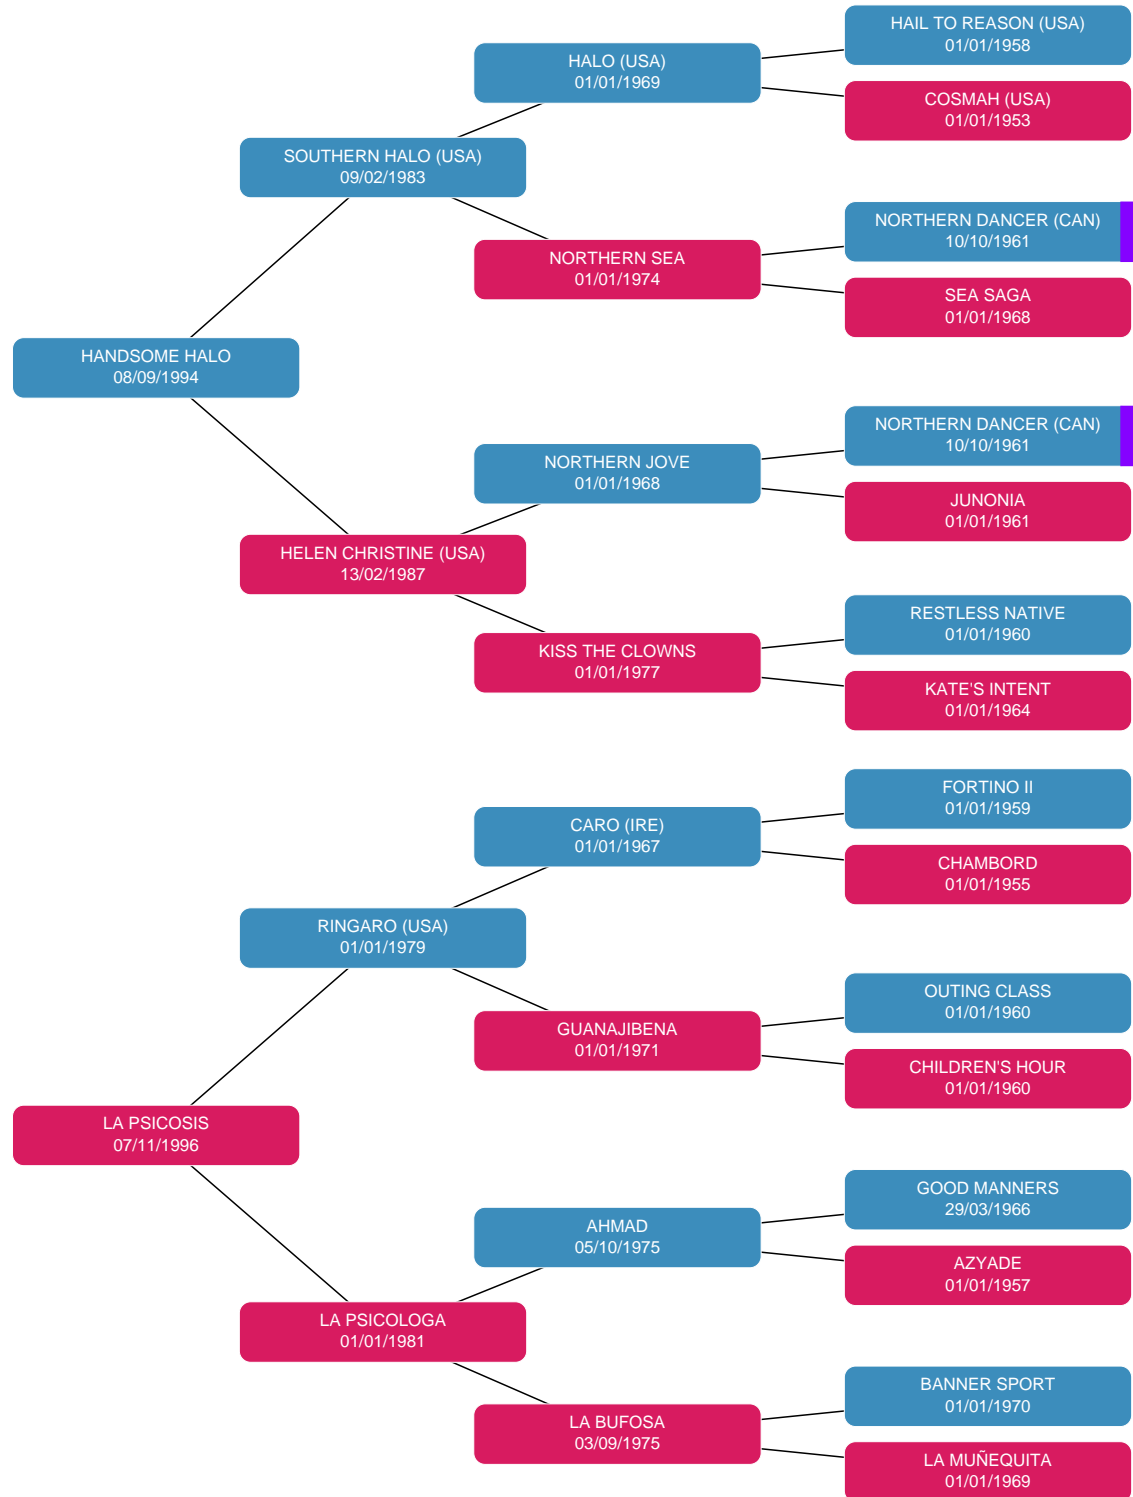 HAIL TO REASON (USA)
01/01/1958
HALO (USA)
01/01/1969
COSMAH (USA)
01/01/1953
SOUTHERN HALO (USA)
09/02/1983
NORTHERN DANCER (CAN)
10/10/1961
NORTHERN SEA
01/01/1974
SEA SAGA
01/01/1968
HANDSOME HALO
08/09/1994
NORTHERN DANCER (CAN)
10/10/1961
NORTHERN JOVE
01/01/1968
JUNONIA
01/01/1961
HELEN CHRISTINE (USA)
13/02/1987
RESTLESS NATIVE
01/01/1960
KISS THE CLOWNS
01/01/1977
KATE'S INTENT
01/01/1964
FORTINO II
01/01/1959
CARO (IRE)
01/01/1967
CHAMBORD
01/01/1955
RINGARO (USA)
01/01/1979
OUTING CLASS
01/01/1960
GUANAJIBENA
01/01/1971
CHILDREN'S HOUR
01/01/1960
LA PSICOSIS
07/11/1996
GOOD MANNERS
29/03/1966
AHMAD
05/10/1975
AZYADE
01/01/1957
LA PSICOLOGA
01/01/1981
BANNER SPORT
01/01/1970
LA BUFOSA
03/09/1975
LA MUÑEQUITA
01/01/1969